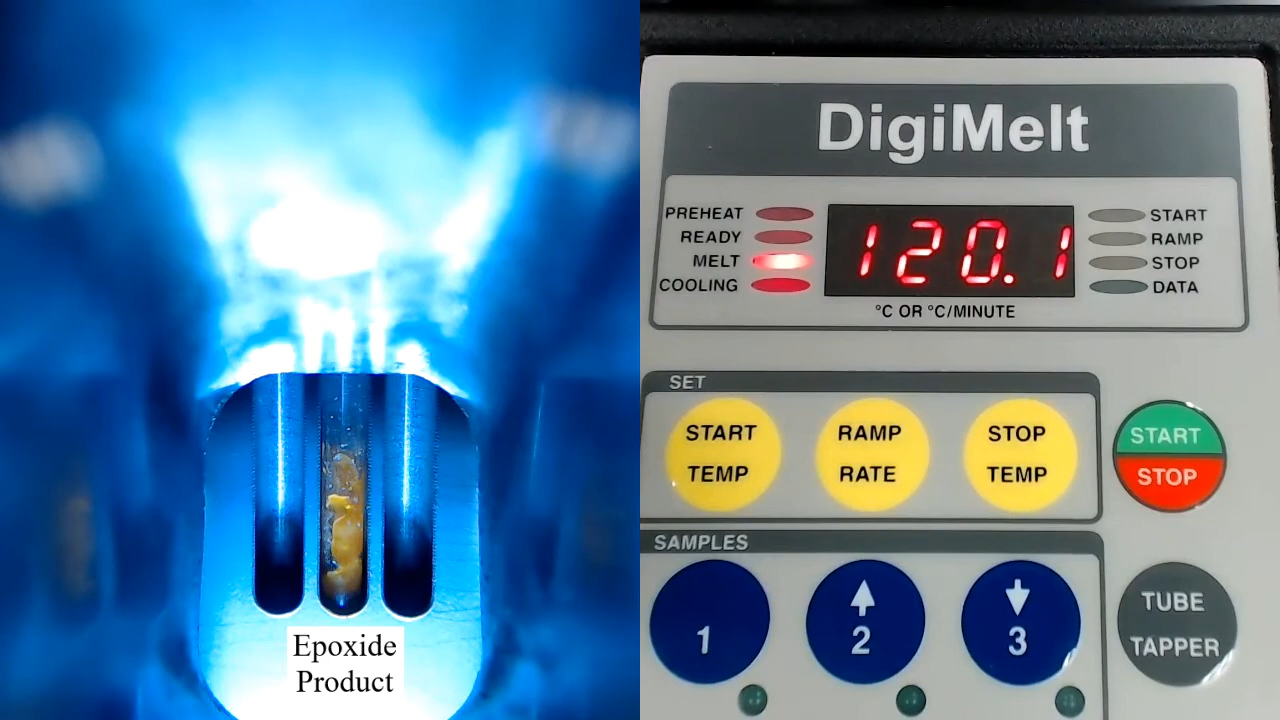 Epoxide
Product
DigiMelt
PREHEAT
READY
MELT
COOLING
120.1
START
RAMP
STOP
DATA
°C OR °C/MINUTE
SET
START
TEMP
RAMP
RATE
STOP
TEMP
START
STOP
SAMPLES
1
2
3
TUBE
TAPPER